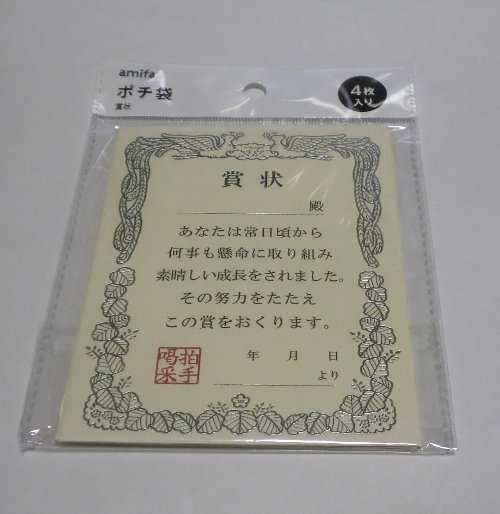 amifa
ポチ袋
賞状
4枚
入り
賞状
殿
あなたは常日頃から
何事も懸命に取り組み
素晴しい成長をされました。
その努力をたたえ
この賞をおくります。
年 月 日
より
拍手
喝采